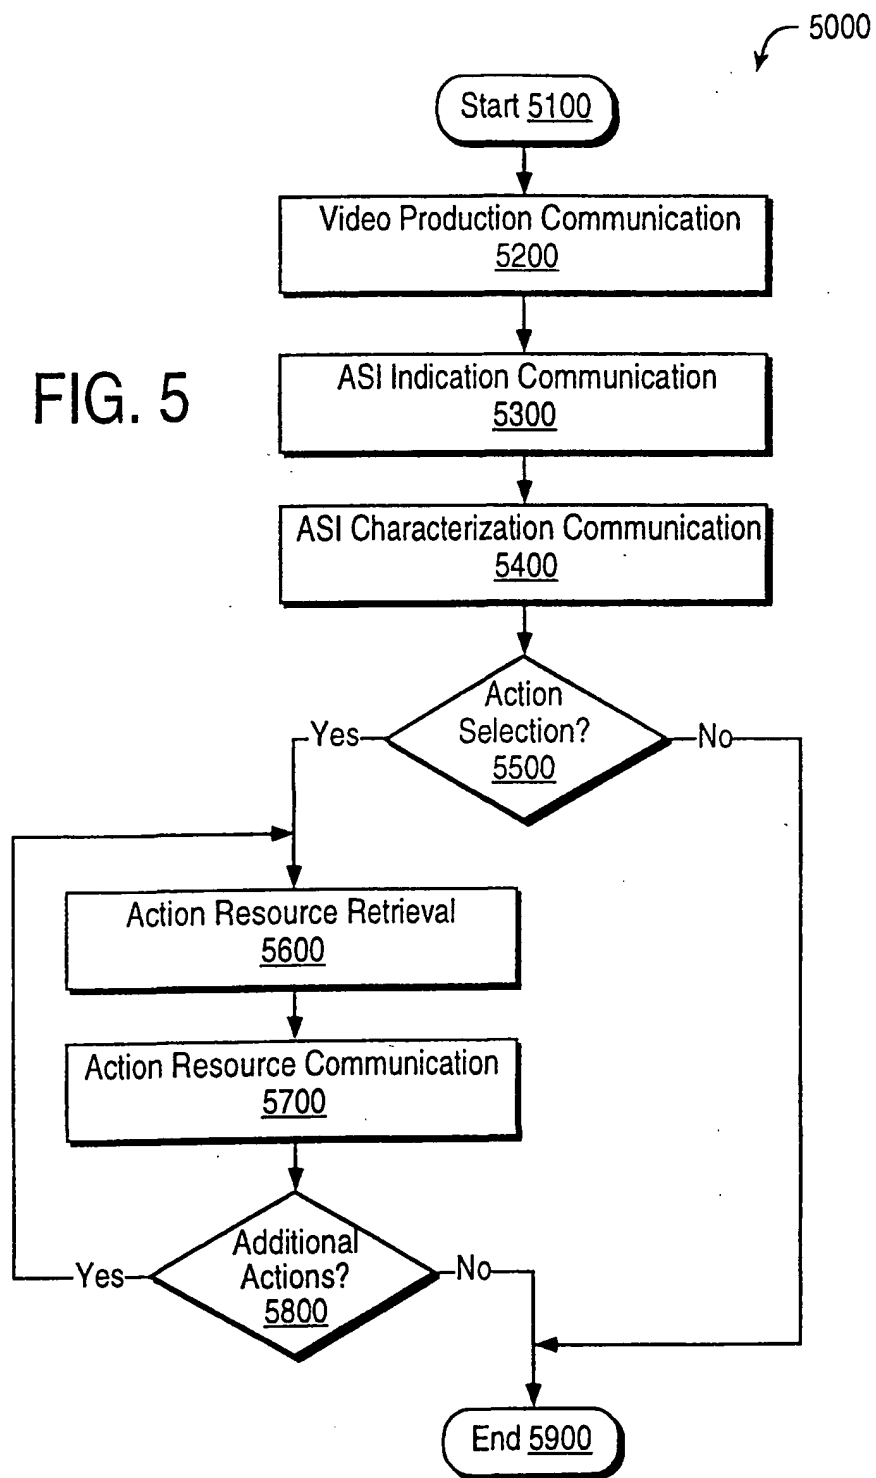 5000
Start 5100
Video Production Communication
5200
FIG. 5
ASI Indication Communication
5300
ASI Characterization Communication
5400
Action
Selection?
5500
Yes
No
Action Resource Retrieval
5600
Action Resource Communication
5700
Additional
Actions?
5800
Yes
No
End 5900